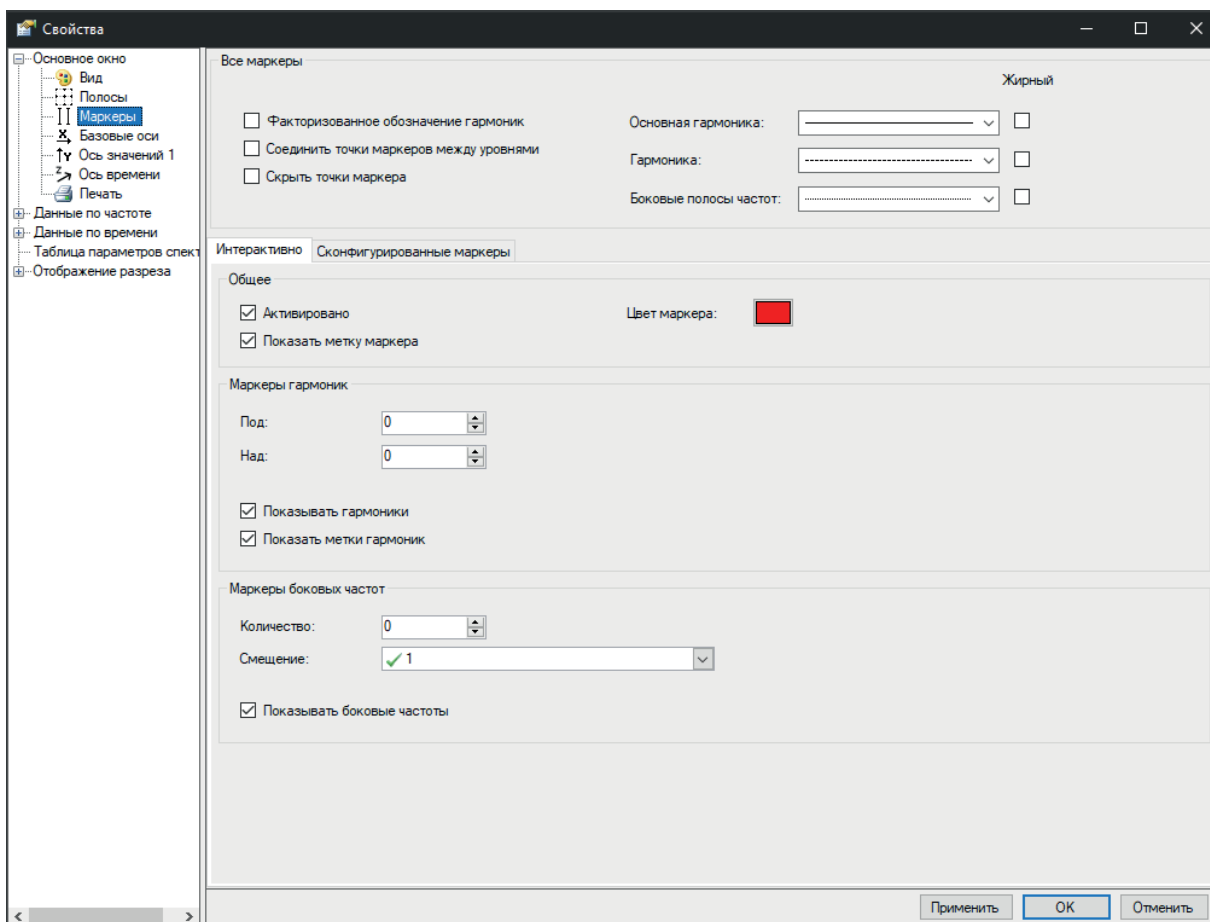 Свойства
Основное окно
Вид
Полосы
Маркеры
Базовые оси
Ось значений 1
Ось времени
Печать
Данные по частоте
Данные по времени
Таблица параметров спект
Отображение разреза
Все маркеры
Жирный
Факторизованное обозначение гармоник
Соединить точки маркеров между уровнями
Скрыть точки маркера
Основная гармоника:
Гармоника:
Боковые полосы частот:
Интерактивно Сконфигурированные маркеры
Общее
Активировано
Цвет маркера:
Показать метку маркера
Маркеры гармоник
Под: 0
Над: 0
Показывать гармоники
Показать метки гармоник
Маркеры боковых частот
Количество: 0
Смещение: 1
Показывать боковые частоты
Применить OK Отменить